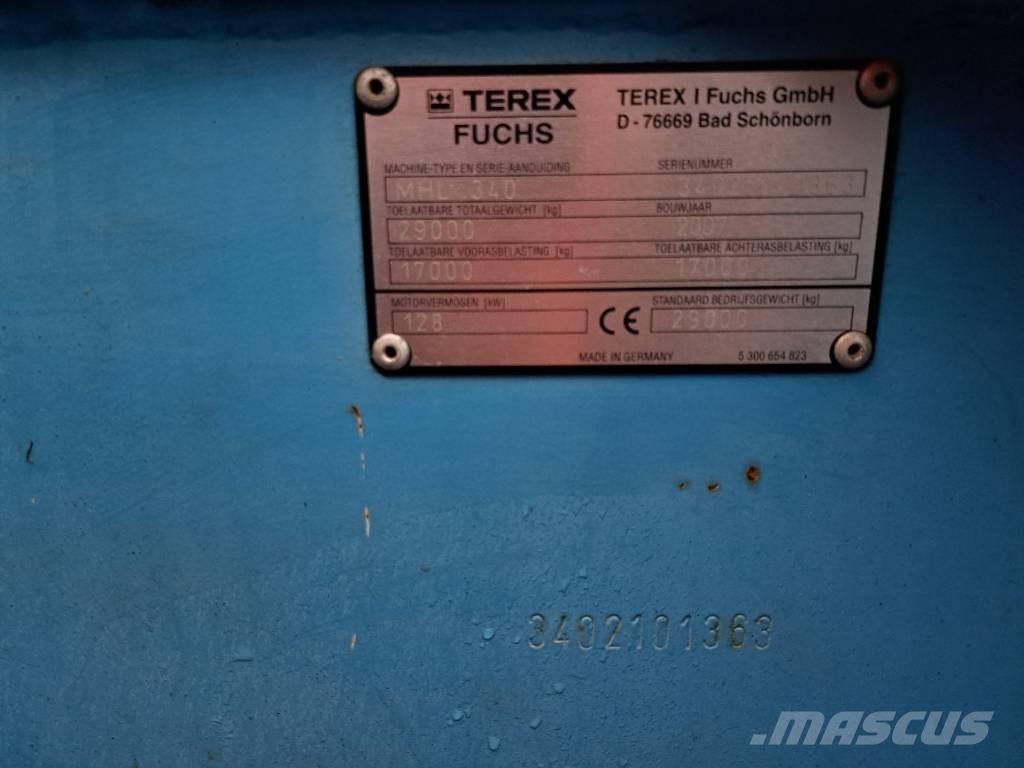 TEREX
FUCHS
TEREX I Fuchs GmbH
D - 76669 Bad Schönborn
MACHINE-TYPE EN SERIE-AANDUIDING
SERIENUMMER
MHL 340
TOELAATBARE TOTAALGEWICHT [kg]
BOUWJAAR
29000
2007
TOELAATBARE VOORASBELASTING [kg]
TOELAATBARE ACHTERASBELASTING [kg]
17000
17000
MOTORVERMOGEN [kW]
STANDAARD BEDRIJFSGEWICHT [kg]
128
CE
29000
MADE IN GERMANY
5 300 654 823
3402101363
MASCUS